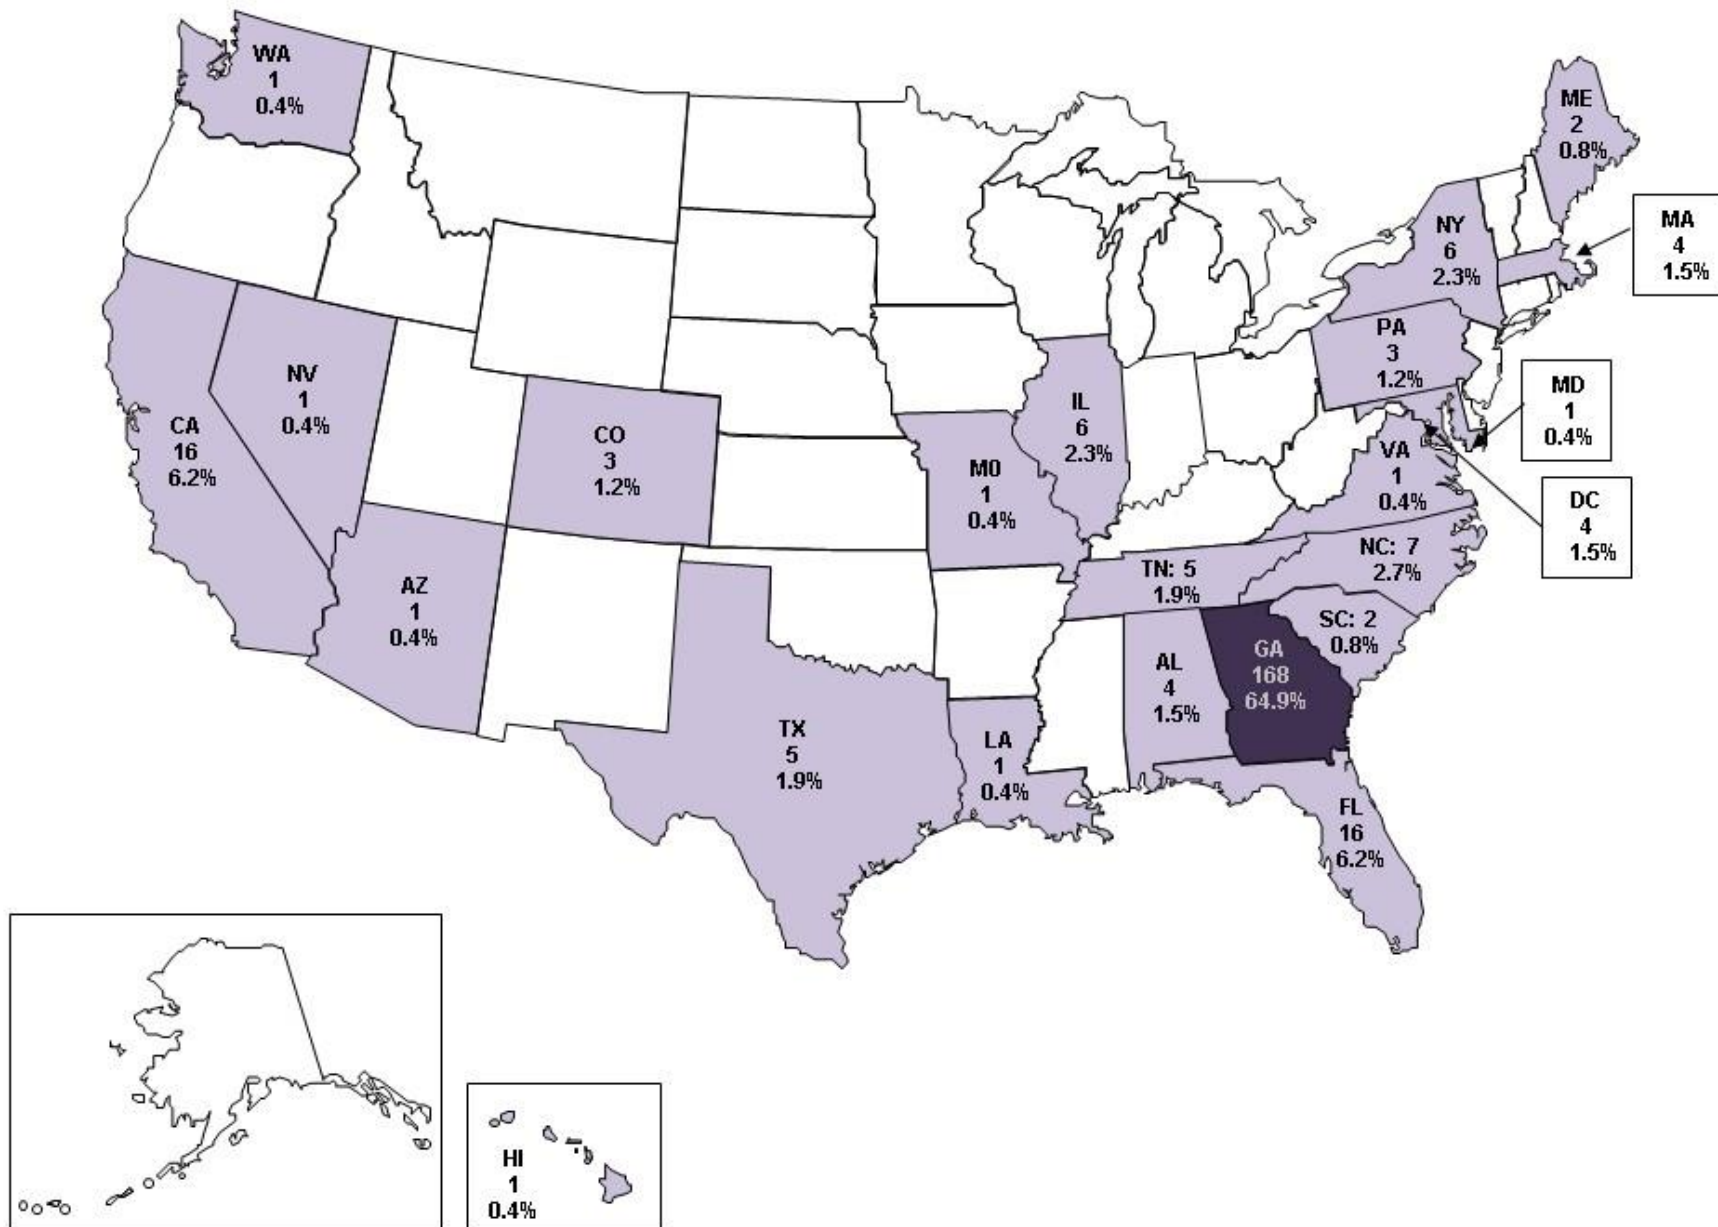 WA
1
0.4%
ME
2
0.8%
MA
4
1.5%
NY
6
2.3%
PA
3
1.2%
MD
1
0.4%
NV
1
0.4%
CA
16
6.2%
CO
3
1.2%
IL
6
2.3%
MO
1
0.4%
VA
1
0.4%
DC
4
1.5%
NC: 7
2.7%
TN: 5
1.9%
AZ
1
0.4%
SC: 2
0.8%
GA
168
64.9%
AL
4
1.5%
TX
5
1.9%
LA
1
0.4%
FL
16
6.2%
HI
1
0.4%